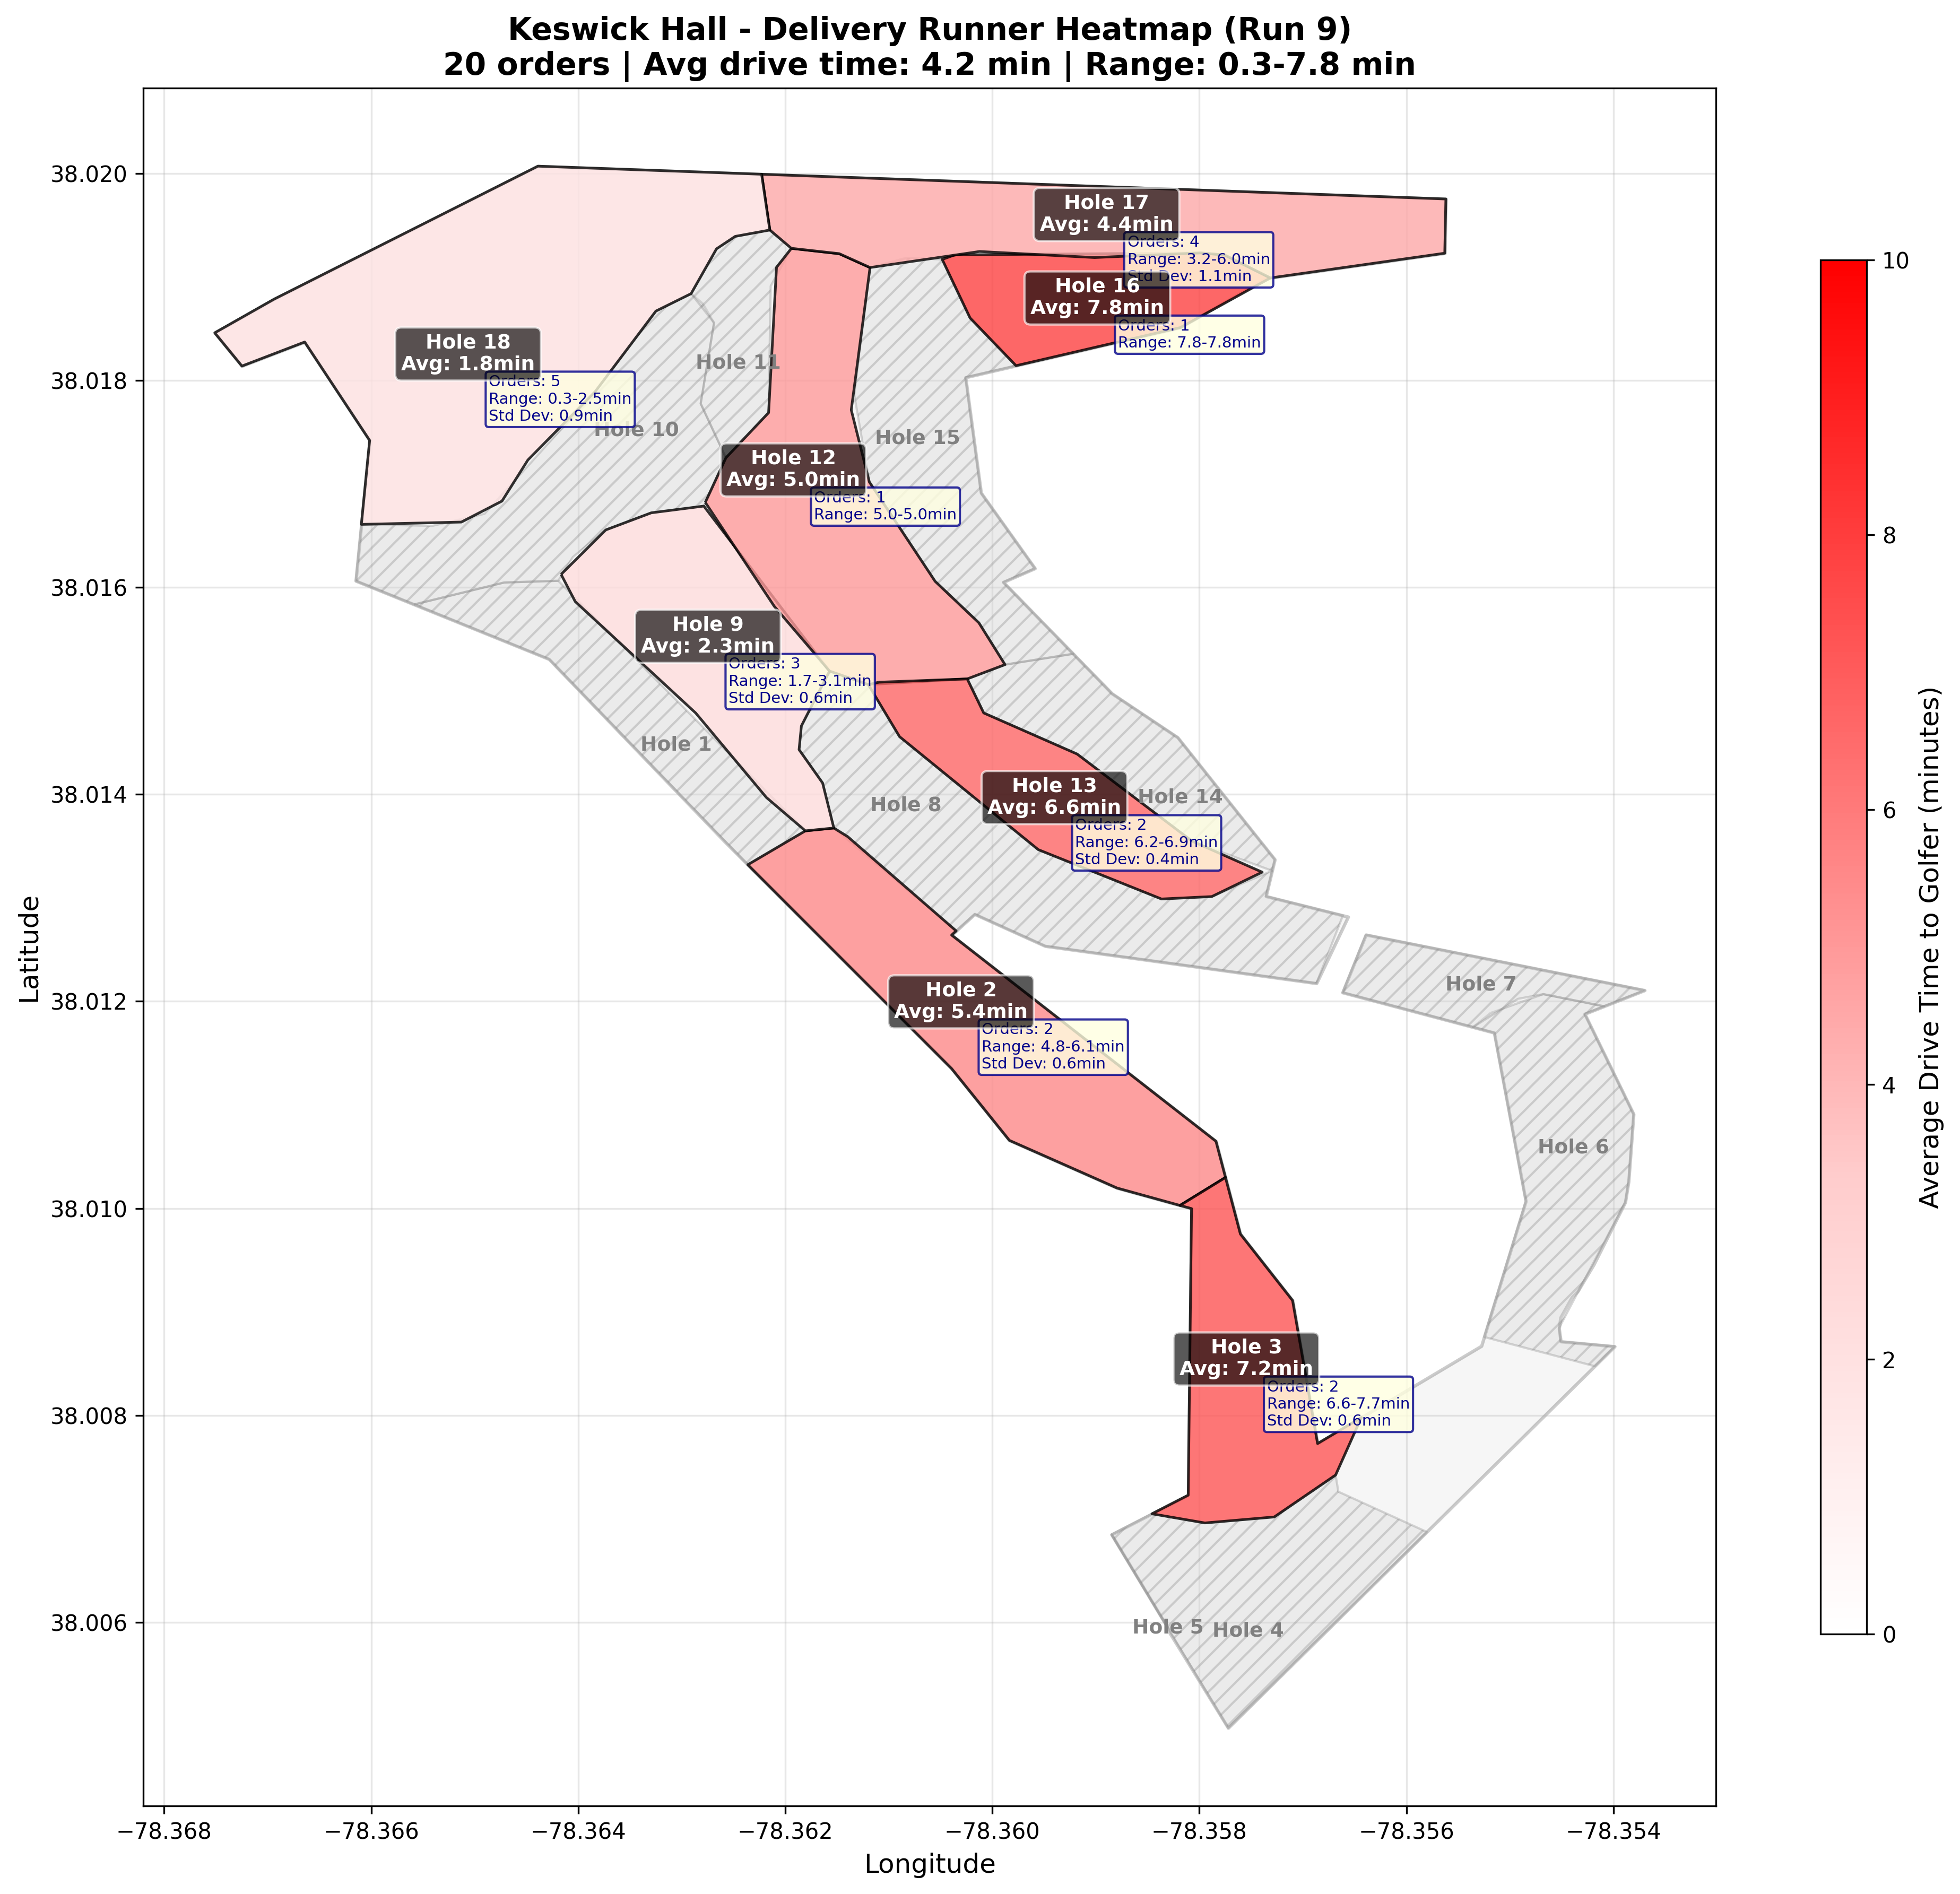 Keswick Hall - Delivery Runner Heatmap (Run 9)
20 orders | Avg drive time: 4.2 min | Range: 0.3-7.8 min
Latitude
38.020
38.018
38.016
38.014
38.012
38.010
38.008
38.006
Hole 17
Avg: 4.4min
Orders: 4
Range: 3.2-6.0min
Std Dev: 1.1min
Hole 16
Avg: 7.8min
Orders: 1
Range: 7.8-7.8min
Hole 18
Avg: 1.8min
Orders: 5
Range: 0.3-2.5min
Std Dev: 0.9min
Hole 11
Hole 10
Hole 15
Hole 12
Avg: 5.0min
Orders: 1
Range: 5.0-5.0min
Hole 9
Avg: 2.3min
Orders: 3
Range: 1.7-3.1min
Std Dev: 0.6min
Hole 1
Hole 8
Hole 13
Avg: 6.6min
Hole 14
Orders: 2
Range: 6.2-6.9min
Std Dev: 0.4min
Hole 2
Avg: 5.4min
Orders: 2
Range: 4.8-6.1min
Std Dev: 0.6min
Hole 7
Hole 6
Hole 3
Avg: 7.2min
Orders: 2
Range: 6.6-7.7min
Std Dev: 0.6min
Hole 5
Hole 4
−78.368
−78.366
−78.364
−78.362
−78.360
−78.358
−78.356
−78.354
Longitude
10
8
6
4
2
0
Average Drive Time to Golfer (minutes)